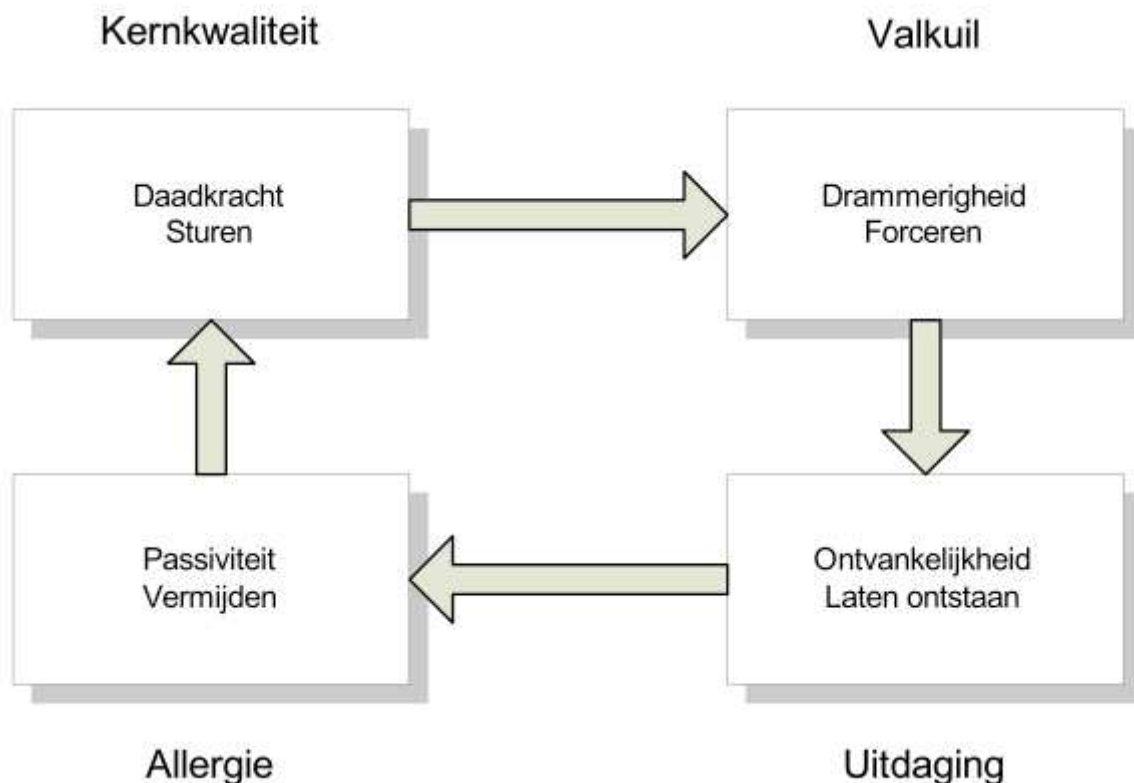 Kernkwaliteit
Valkuil
Daadkracht
Sturen
Drammerigheid
Forceren
Passiviteit
Vermijden
Ontvankelijkheid
Laten ontstaan
Allergie
Uitdaging